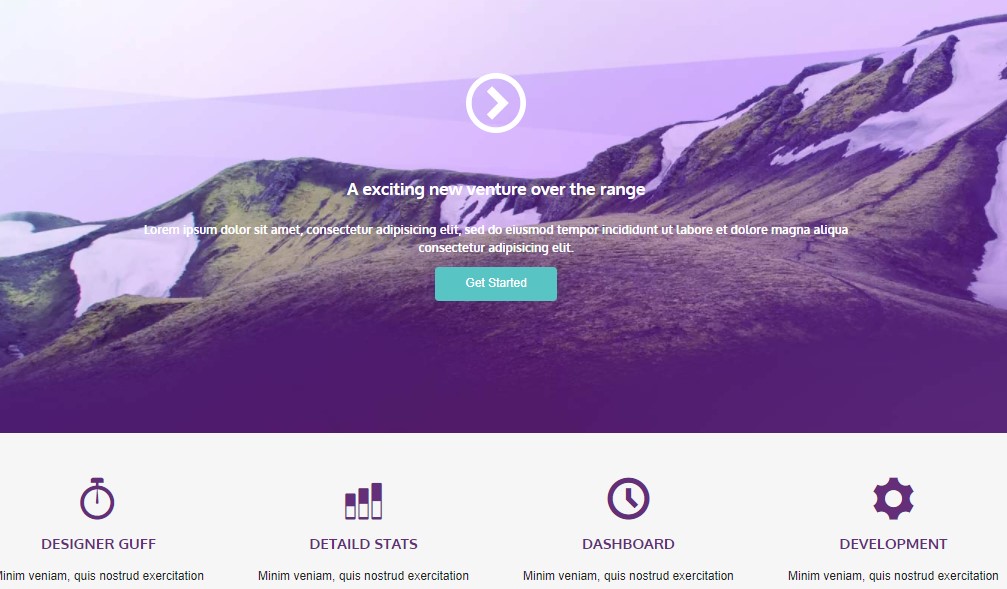 A exciting new venture over the range
Lorem ipsum dolor sit amet, consectetur adipisicing elit, sed do eiusmod tempor incididunt ut labore et dolore magna aliqua
consectetur adipisicing elit.
Get Started
DESIGNER GUFF
DETAILD STATS
DASHBOARD
DEVELOPMENT
Minim veniam, quis nostrud exercitation
Minim veniam, quis nostrud exercitation
Minim veniam, quis nostrud exercitation
Minim veniam, quis nostrud exercitation